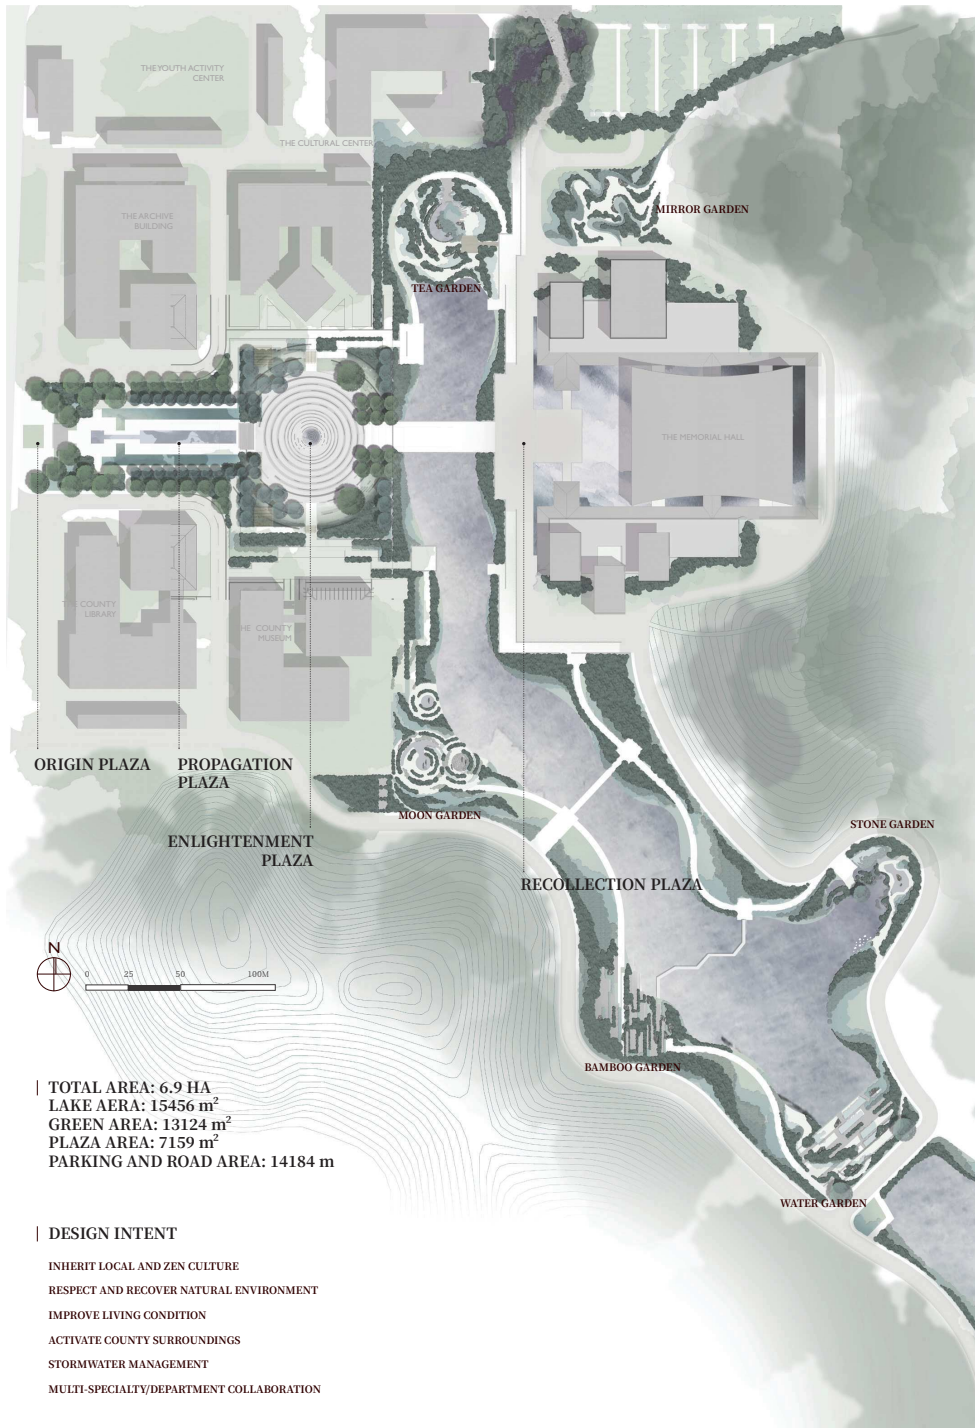 THE YOUTH ACTIVITY
CENTER
THE CULTURAL CENTER
THE ARCHIVE
BUILDING
MIRROR GARDEN
TEA GARDEN
THE MEMORIAL HALL
THE COUNTY
LIBRARY
THE COUNTY
MUSEUM
ORIGIN PLAZA
PROPAGATION
PLAZA
ENLIGHTENMENT
PLAZA
MOON GARDEN
STONE GARDEN
RECOLLECTION PLAZA
N
0 25 50 100M
BAMBOO GARDEN
WATER GARDEN
TOTAL AREA: 6.9 HA
LAKE AERA: 15456 m²
GREEN AREA: 13124 m²
PLAZA AREA: 7159 m²
PARKING AND ROAD AREA: 14184 m
DESIGN INTENT
INHERIT LOCAL AND ZEN CULTURE
RESPECT AND RECOVER NATURAL ENVIRONMENT
IMPROVE LIVING CONDITION
ACTIVATE COUNTY SURROUNDINGS
STORMWATER MANAGEMENT
MULTI-SPECIALTY/DEPARTMENT COLLABORATION